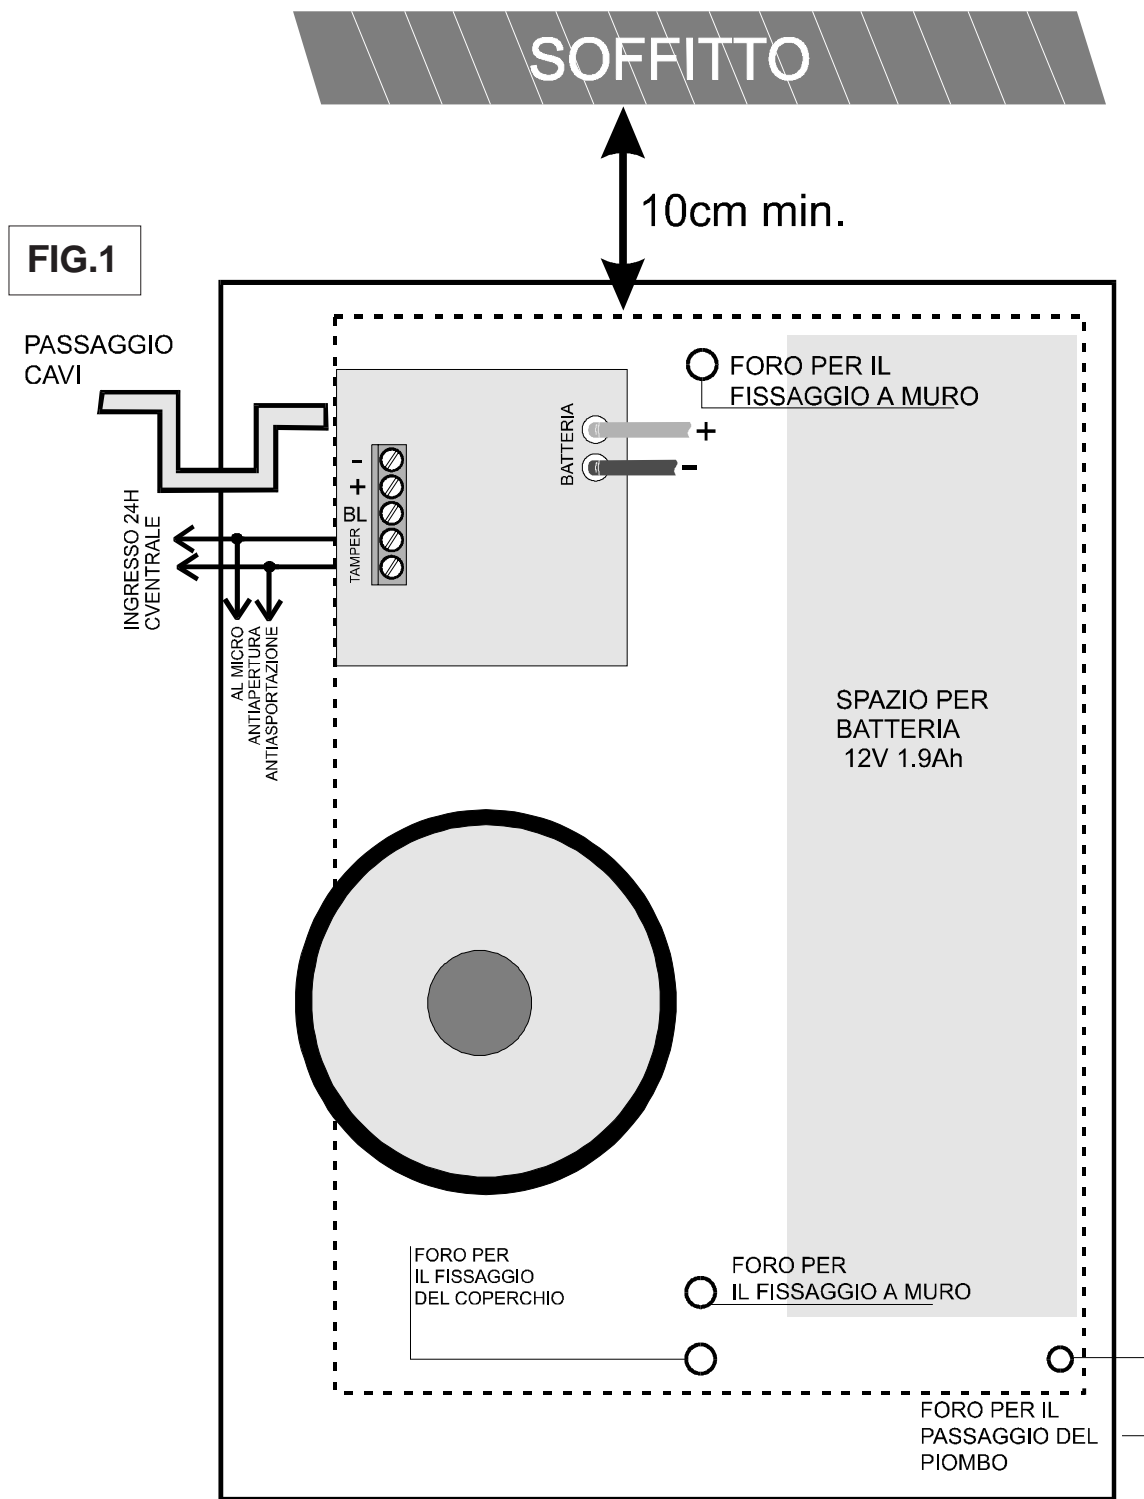 SOFFITTO
10cm min.
FIG.1
PASSAGGIO
CAVI
FORO PER IL
FISSAGGIO A MURO
BATTERIA
+
-
-
+
BL
TAMPER
INGRESSO 24H
CVENTRALE
AL MICRO
ANTIAPERTURA
ANTIASPORTAZIONE
SPAZIO PER
BATTERIA
12V 1.9Ah
FORO PER
IL FISSAGGIO
DEL COPERCHIO
FORO PER
IL FISSAGGIO A MURO
FORO PER IL
PASSAGGIO DEL
PIOMBO